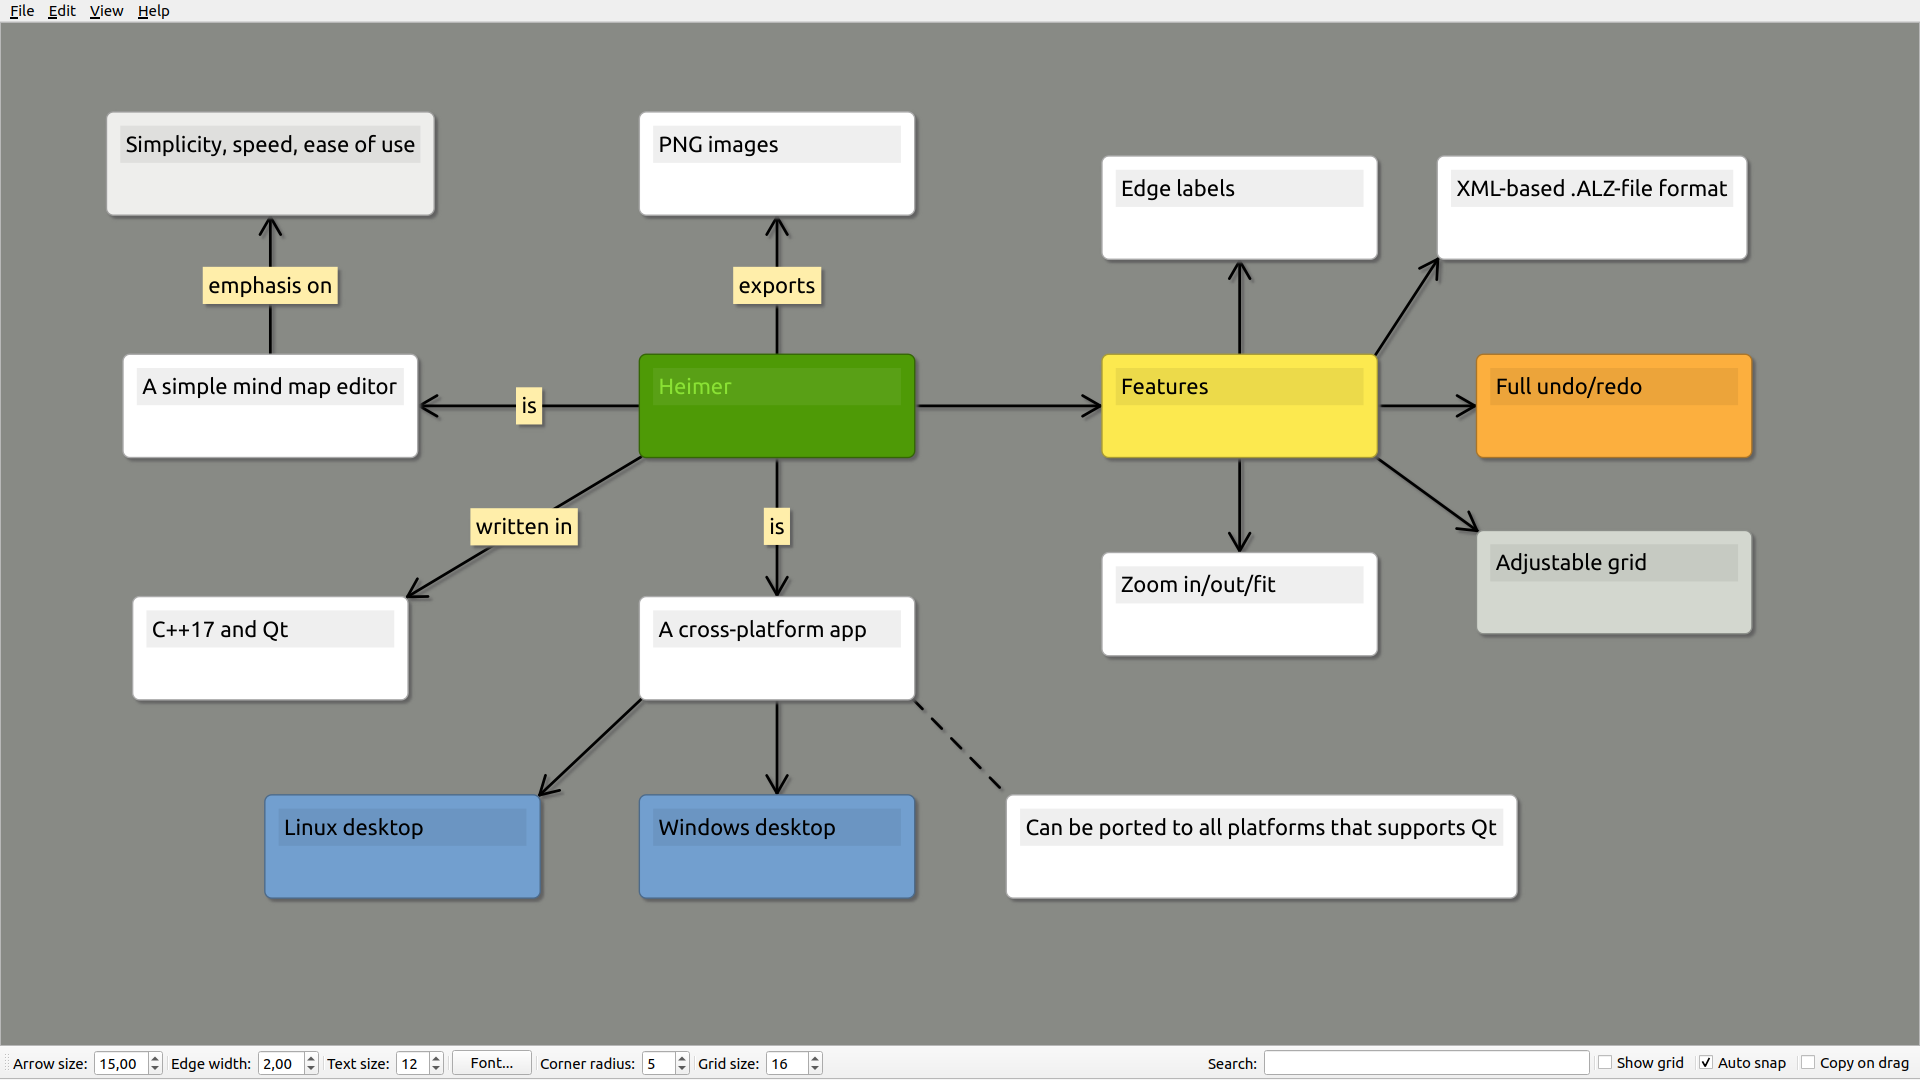 File Edit View Help
Simplicity, speed, ease of use
PNG images
Edge labels
XML-based .ALZ-file format
emphasis on
exports
A simple mind map editor
is
Heimer
Features
Full undo/redo
written in
is
Adjustable grid
Zoom in/out/fit
C++17 and Qt
A cross-platform app
Linux desktop
Windows desktop
Can be ported to all platforms that supports Qt
Arrow size: 15,00 Edge width: 2,00 Text size: 12 Font... Corner radius: 5 Grid size: 16 Search: Show grid Auto snap Copy on drag